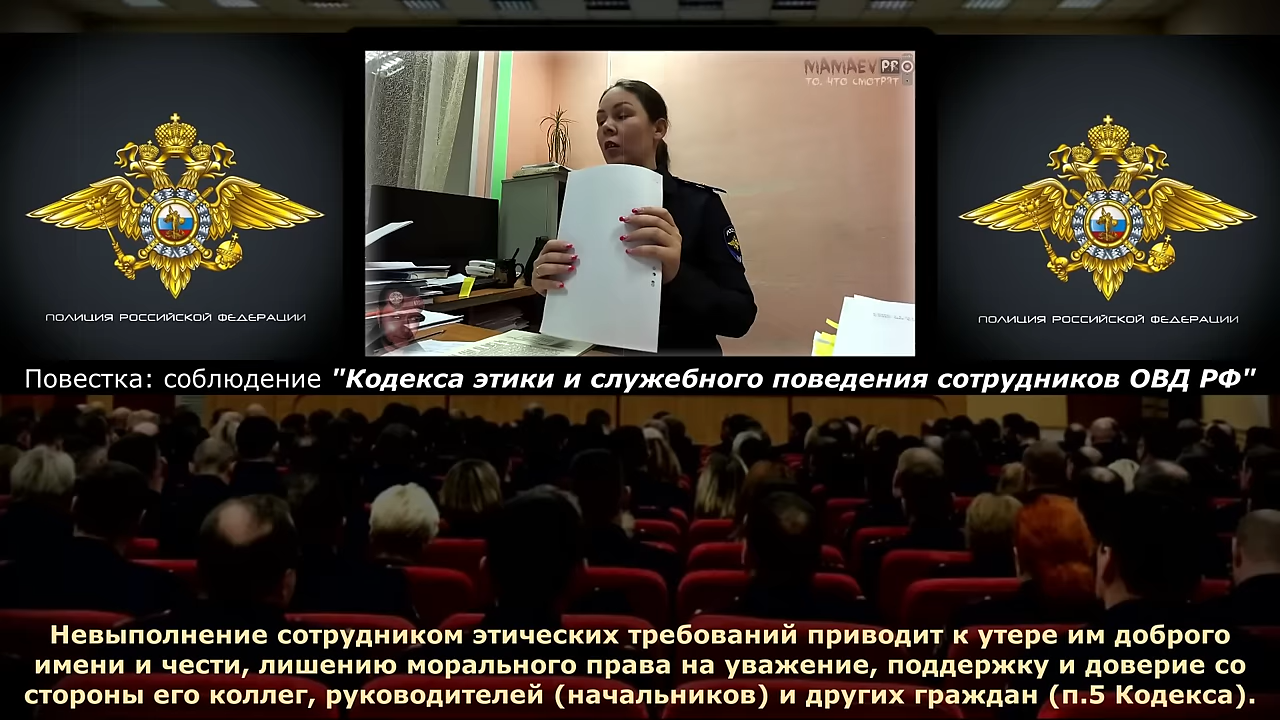 MAMAEV PRO
ТО, ЧТО СМОТРЯТ
ПОЛИЦИЯ РОССИЙСКОЙ ФЕДЕРАЦИИ
ПОЛИЦИЯ РОССИЙСКОЙ ФЕДЕРАЦИИ
Повестка: соблюдение "Кодекса этики и служебного поведения сотрудников ОВД РФ"
Невыполнение сотрудником этических требований приводит к утере им доброго
имени и чести, лишению морального права на уважение, поддержку и доверие со
стороны его коллег, руководителей (начальников) и других граждан (п.5 Кодекса).